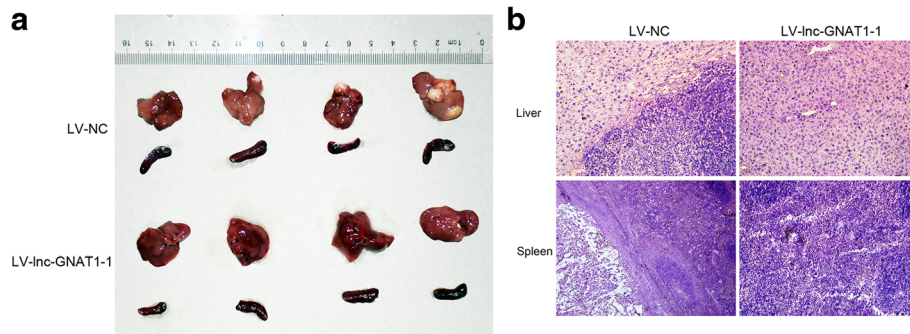 a
16 15 14 13 12 11 10 9 8 7 6 5 4 3 2 1cm 0
LV-NC
LV-lnc-GNAT1-1
b
LV-NC LV-lnc-GNAT1-1
Liver
Spleen